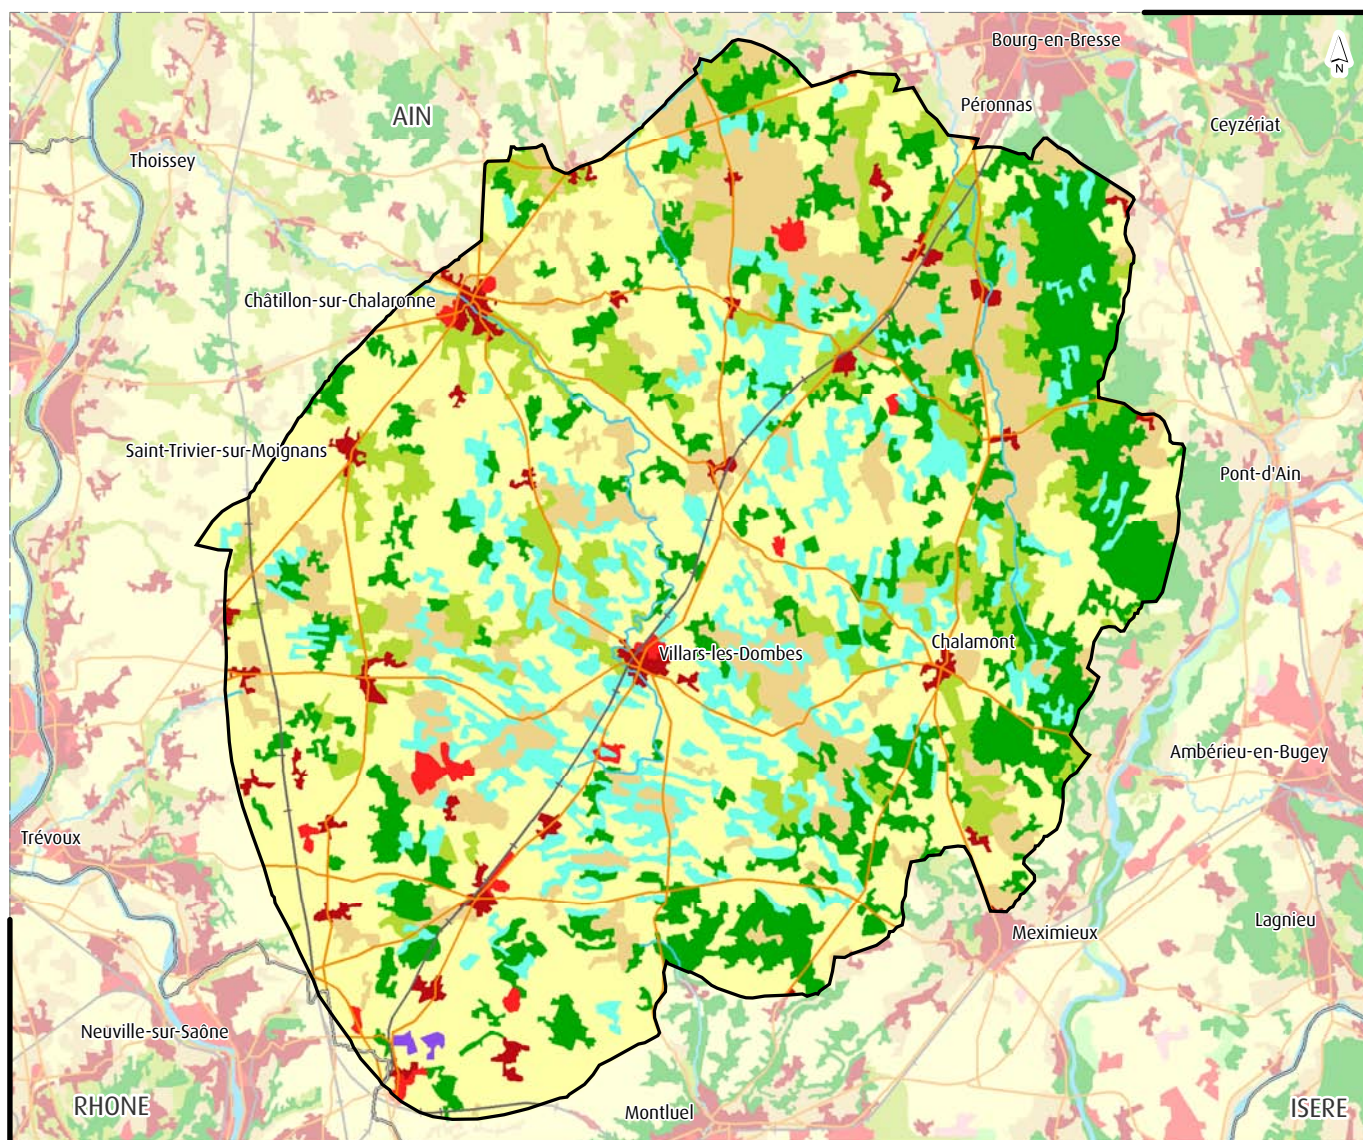 Bourg-en-Bresse
N
Péronnas
AIN
Ceyzériat
Thoissey
Châtillon-sur-Chalaronne
Saint-Trivier-sur-Moignans
Pont-d'Ain
Chalamont
Villars-les-Dombes
Ambérieu-en-Bugey
Trévoux
Lagnieu
Meximieux
Neuville-sur-Saône
RHONE
Montluel
ISERE